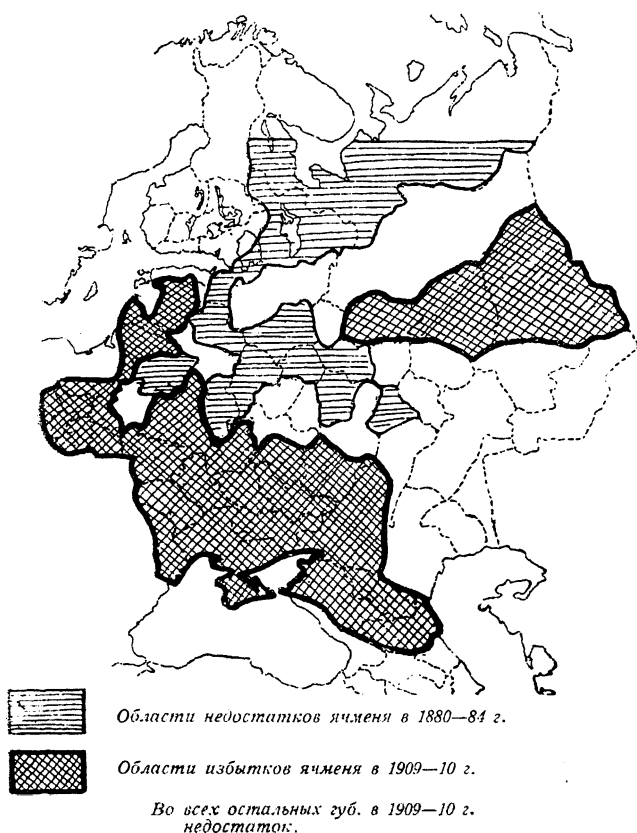 Области недостатков ячменя в 1880—84 г.
Области избытков ячменя в 1909—10 г.
Во всех остальных губ. в 1909—10 г.
недостаток.